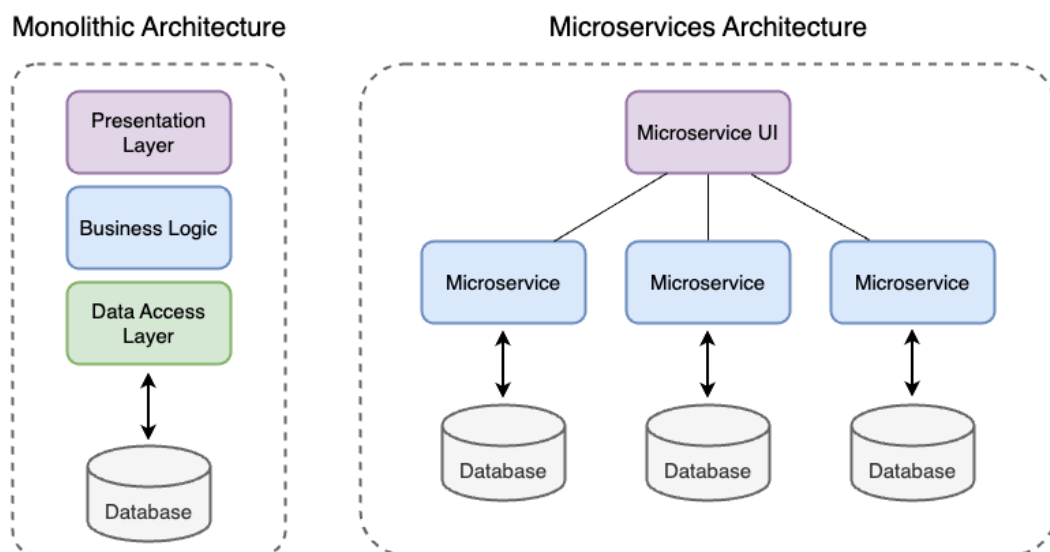 Monolithic Architecture
Microservices Architecture
Presentation
Layer
Business Logic
Data Access
Layer
Database
Microservice UI
Microservice
Microservice
Microservice
Database
Database
Database